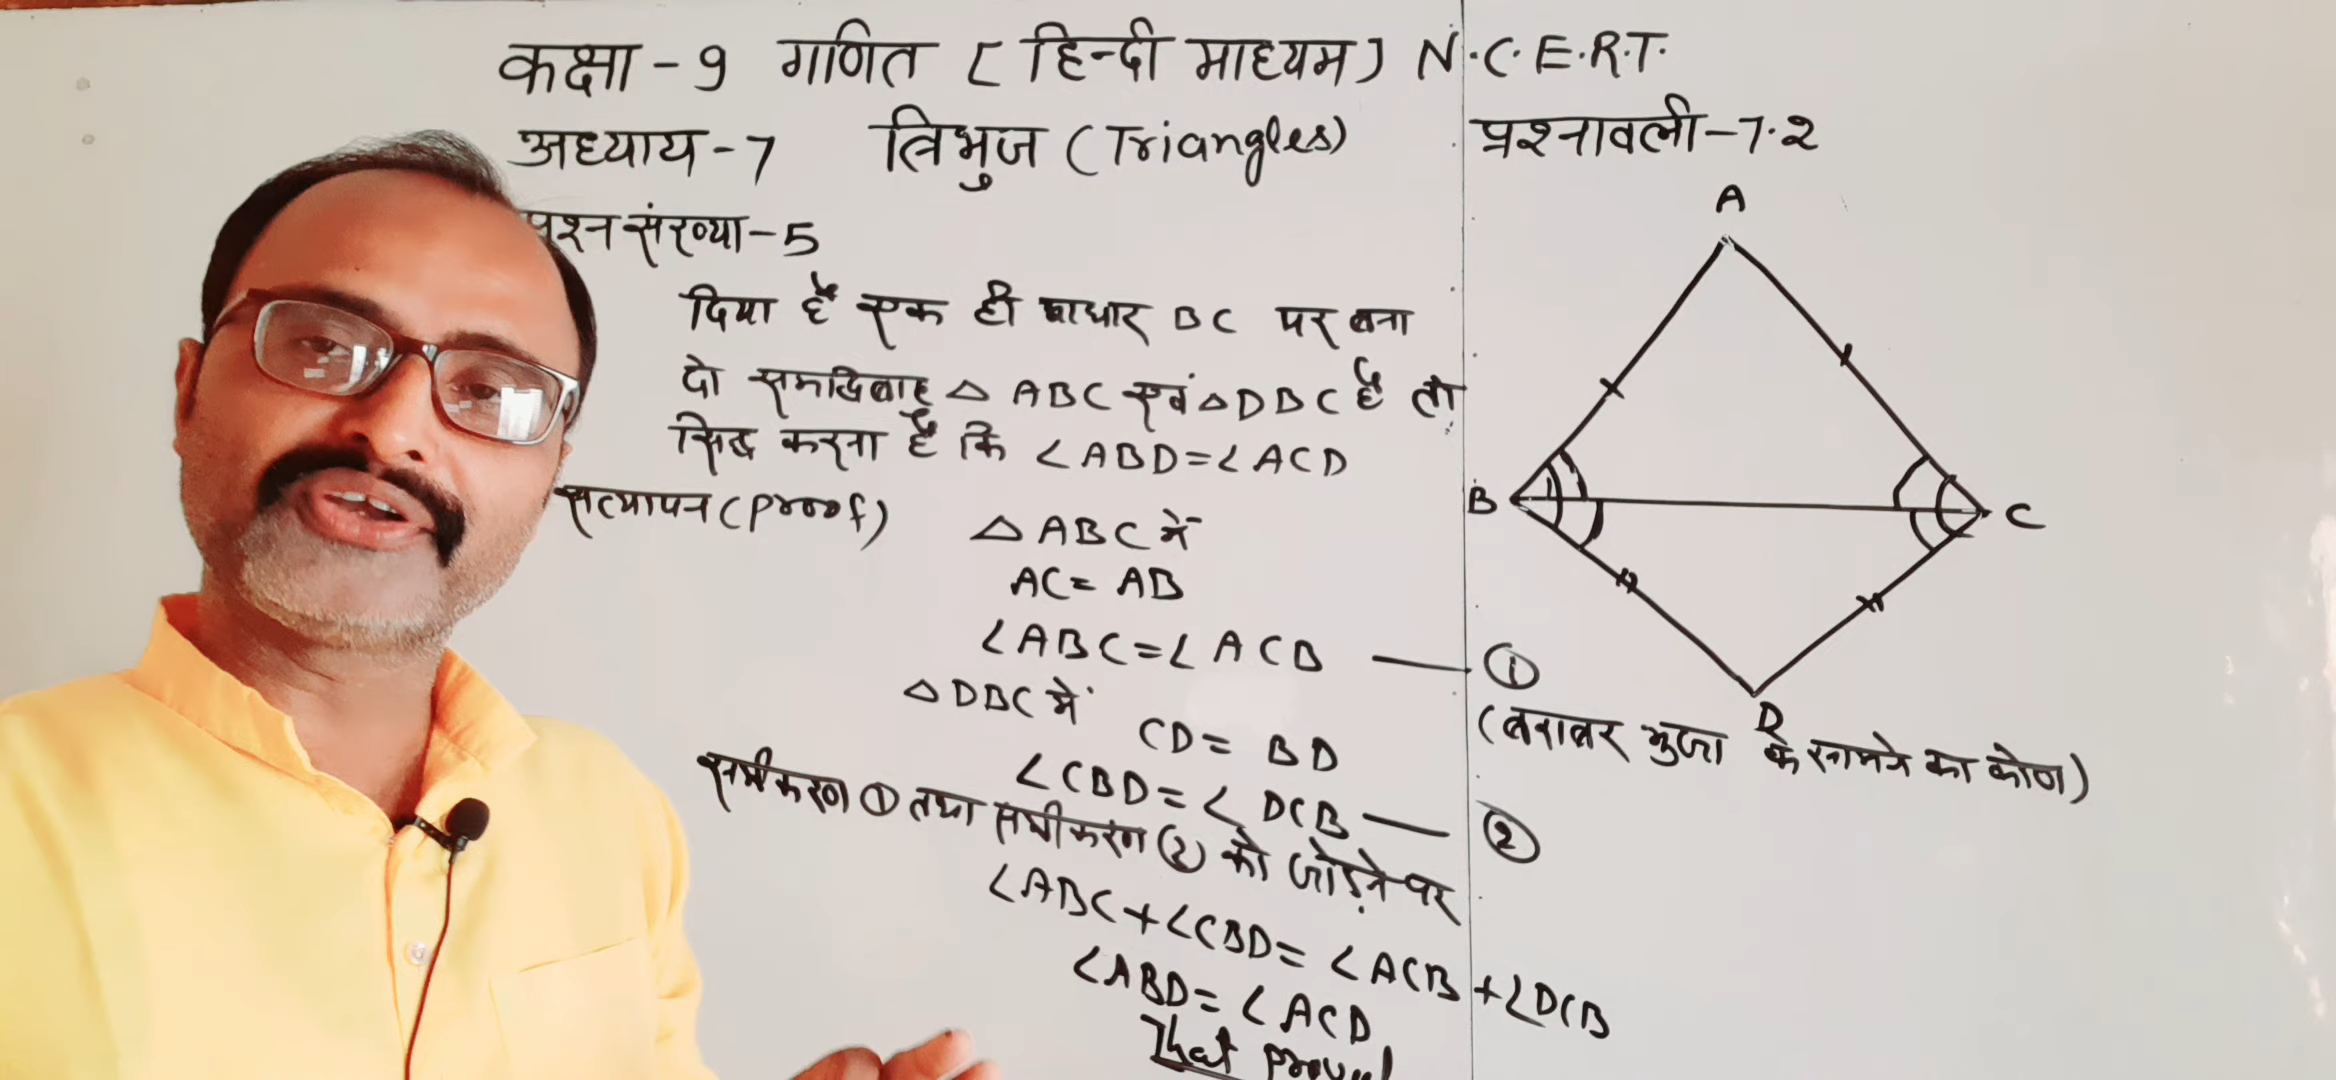 कक्षा - 9 गणित [ हिन्दी माध्यम ] N.C.E.R.T.
अध्याय - 7 त्रिभुज (Triangles) प्रश्नावली - 7.2
प्रश्न संख्या - 5
दिया है एक ही आधार BC पर बना
दो समद्विबाहु △ ABC एवं △ DBC है तो
सिद्ध करना है कि ∠ABD = ∠ACD
सत्यापन (Proof)
△ ABC में
AC = AB
∠ABC = ∠ACB —— ①
△ DBC में (बराबर भुजा के सामने का कोण)
CD = BD
∠CBD = ∠DCB —— ②
समीकरण ① तथा समीकरण ② को जोड़ने पर
∠ABC + ∠CBD = ∠ACB + ∠DCB
∠ABD = ∠ACD
That proved
A
B
C
D